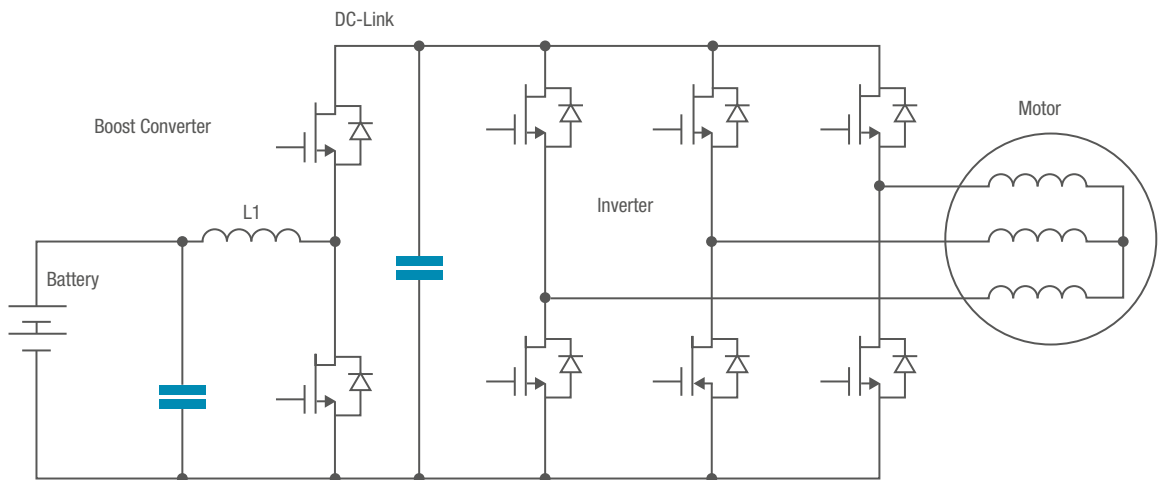 DC-Link
Boost Converter
Motor
L1
Inverter
Battery